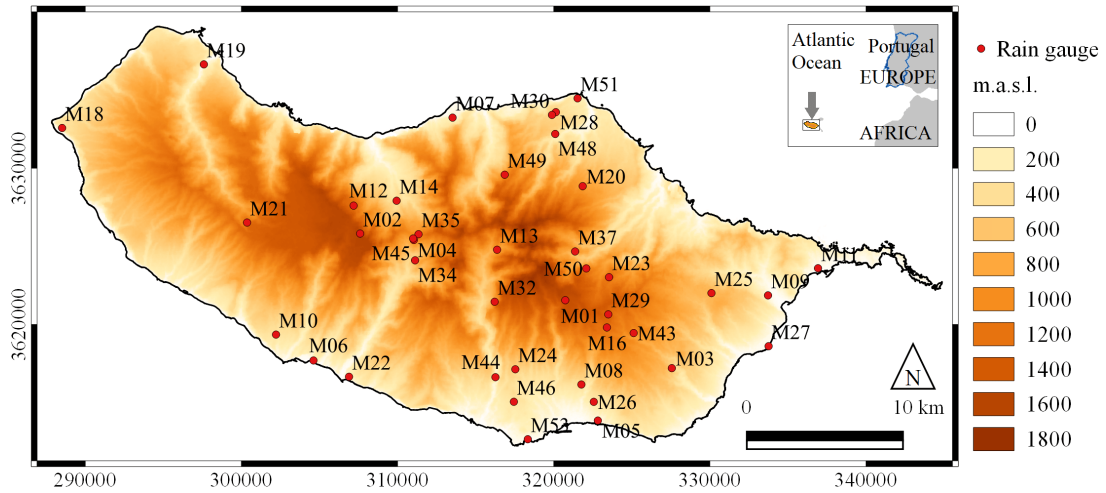 M19
M18
M51
M30
M07
M28
M48
M49
M20
M12
M14
M21
M02
M35
M45
M04
M34
M13
M37
M50
M23
M11
M25
M09
M32
M01
M29
M16
M43
M27
M10
M06
M22
M24
M44
M08
M03
M46
M26
M53
M05
Atlantic
Ocean
Portugal
EUROPE
AFRICA
Rain gauge
m.a.s.l.
0
200
400
600
800
1000
1200
1400
1600
1800
N
0
10 km
3630000
3620000
290000
300000
310000
320000
330000
340000